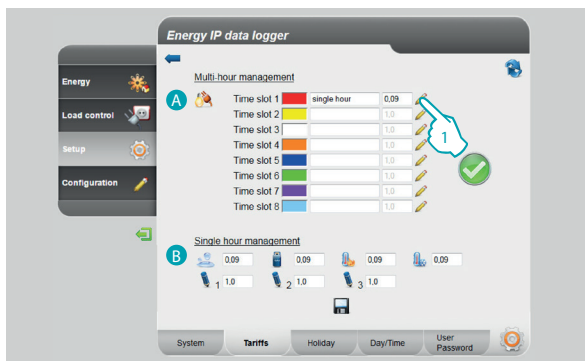 Energy IP data logger
Energy
Load control
Setup
Configuration
Multi-hour management
A
Time slot 1 single hour 0,09
Time slot 2 1,0
Time slot 3 1,0
Time slot 4 1,0
Time slot 5 1,0
Time slot 6 1,0
Time slot 7 1,0
Time slot 8 1,0
1
Single hour management
B 0,09 0,09 0,09 0,09
1 1,0 2 1,0 3 1,0
System Tariffs Holiday Day/Time User Password